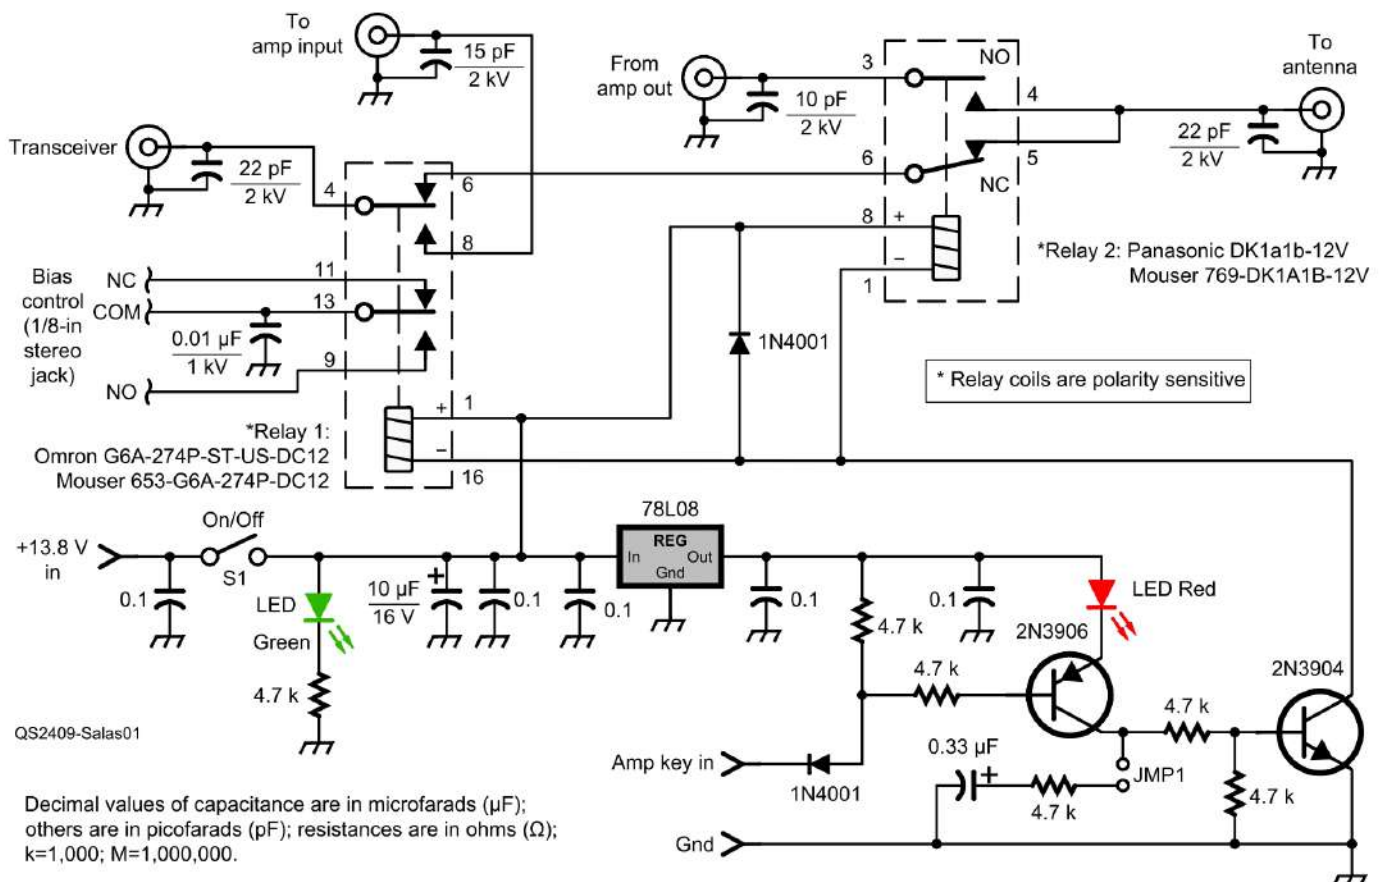 To
amp input
15 pF
2 kV
From
amp out
10 pF
2 kV
3
NO
4
To
antenna
22 pF
2 kV
Transceiver
22 pF
2 kV
4
6
8
6
5
NC
8
+
−
1
*Relay 2: Panasonic DK1a1b-12V
Mouser 769-DK1A1B-12V
Bias
control
(1/8-in
stereo
jack)
NC
COM
NO
11
13
0.01 µF
1 kV
9
1N4001
* Relay coils are polarity sensitive
+
1
−
16
*Relay 1:
Omron G6A-274P-ST-US-DC12
Mouser 653-G6A-274P-DC12
+13.8 V
in
On/Off
S1
0.1
LED
Green
4.7 k
+
10 µF
16 V
0.1
0.1
78L08
REG
In
Out
Gnd
0.1
4.7 k
0.1
LED Red
2N3906
2N3904
4.7 k
4.7 k
QS2409-Salas01
Amp key in
1N4001
0.33 µF
+
4.7 k
JMP1
4.7 k
Gnd
Decimal values of capacitance are in microfarads (µF);
others are in picofarads (pF); resistances are in ohms (Ω);
k=1,000; M=1,000,000.